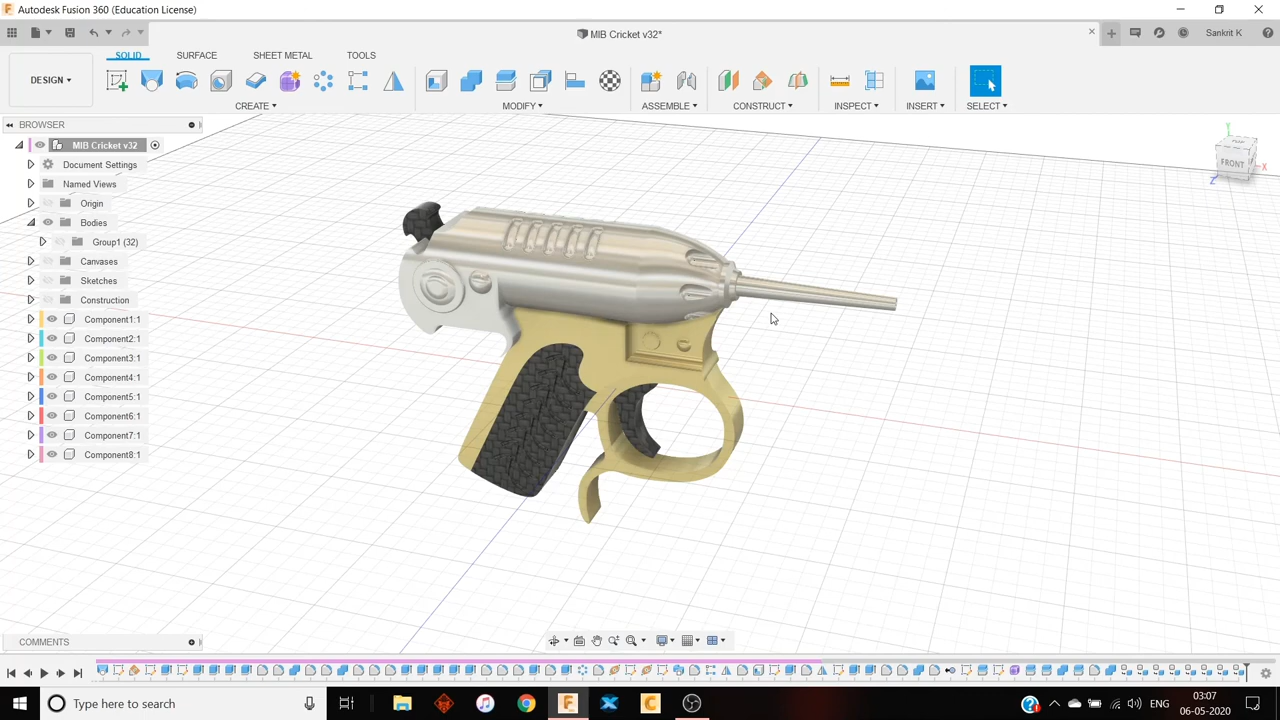 Autodesk Fusion 360 (Education License)
MIB Cricket v32*
Sankrit K
SOLID SURFACE SHEET METAL TOOLS
DESIGN
CREATE MODIFY ASSEMBLE CONSTRUCT INSPECT INSERT SELECT
BROWSER
MIB Cricket v32
Document Settings
Named Views
Origin
Bodies
Group1 (32)
Canvases
Sketches
Construction
Component1:1
Component2:1
Component3:1
Component4:1
Component5:1
Component6:1
Component7:1
Component8:1
Y
TOP
FRONT
X
Z
COMMENTS
Type here to search
ENG
03:07
06-05-2020